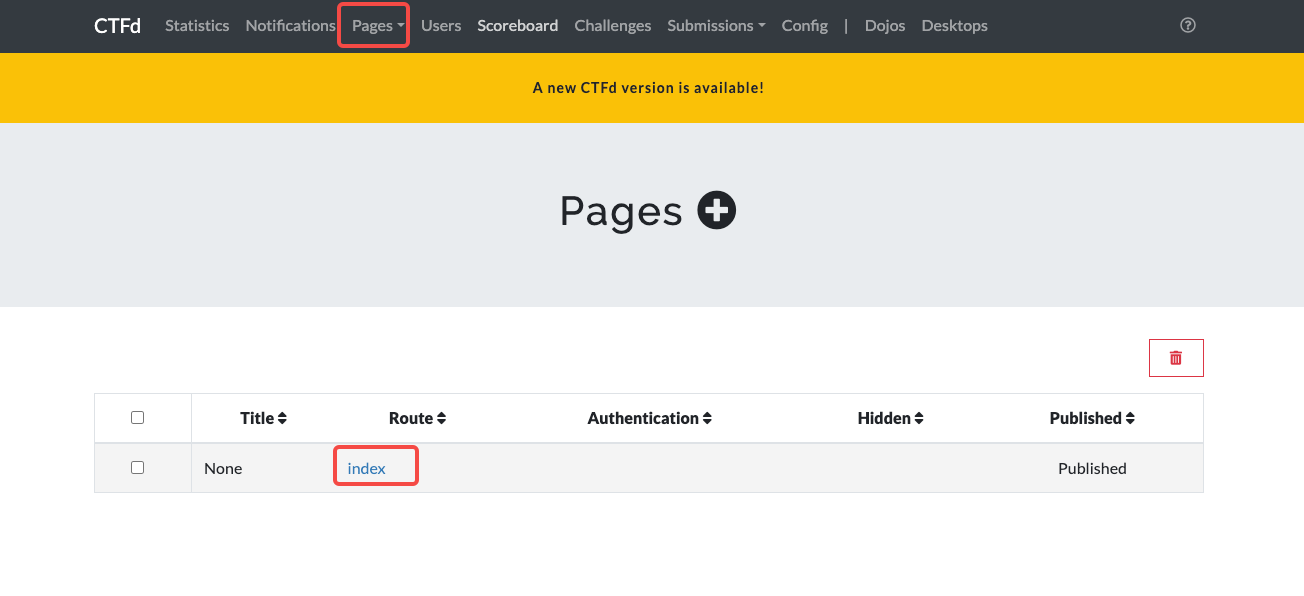 CTFd Statistics Notifications Pages Users Scoreboard Challenges Submissions Config | Dojos Desktops
A new CTFd version is available!
Pages
Title Route Authentication Hidden Published
None index Published